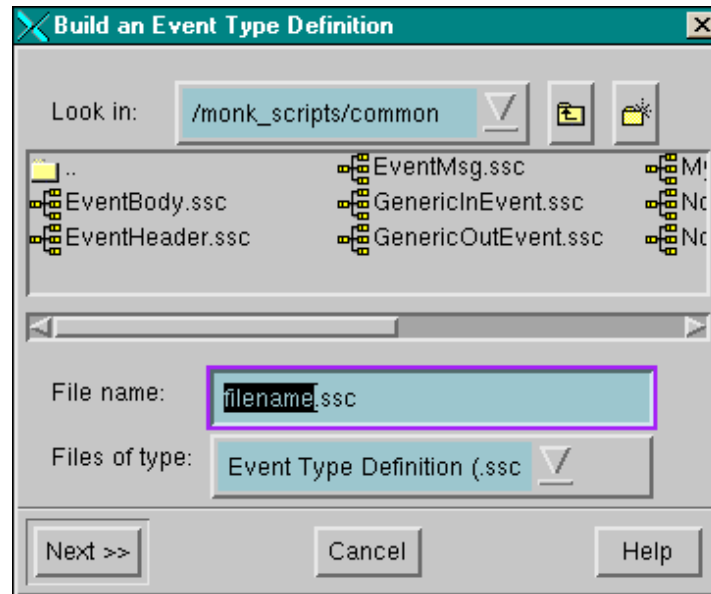 Build an Event Type Definition
Look in: /monk_scripts/common
.. EventMsg.ssc
EventBody.ssc GenericInEvent.ssc
EventHeader.ssc GenericOutEvent.ssc
File name: filename.ssc
Files of type: Event Type Definition (.ssc
Next >> Cancel Help